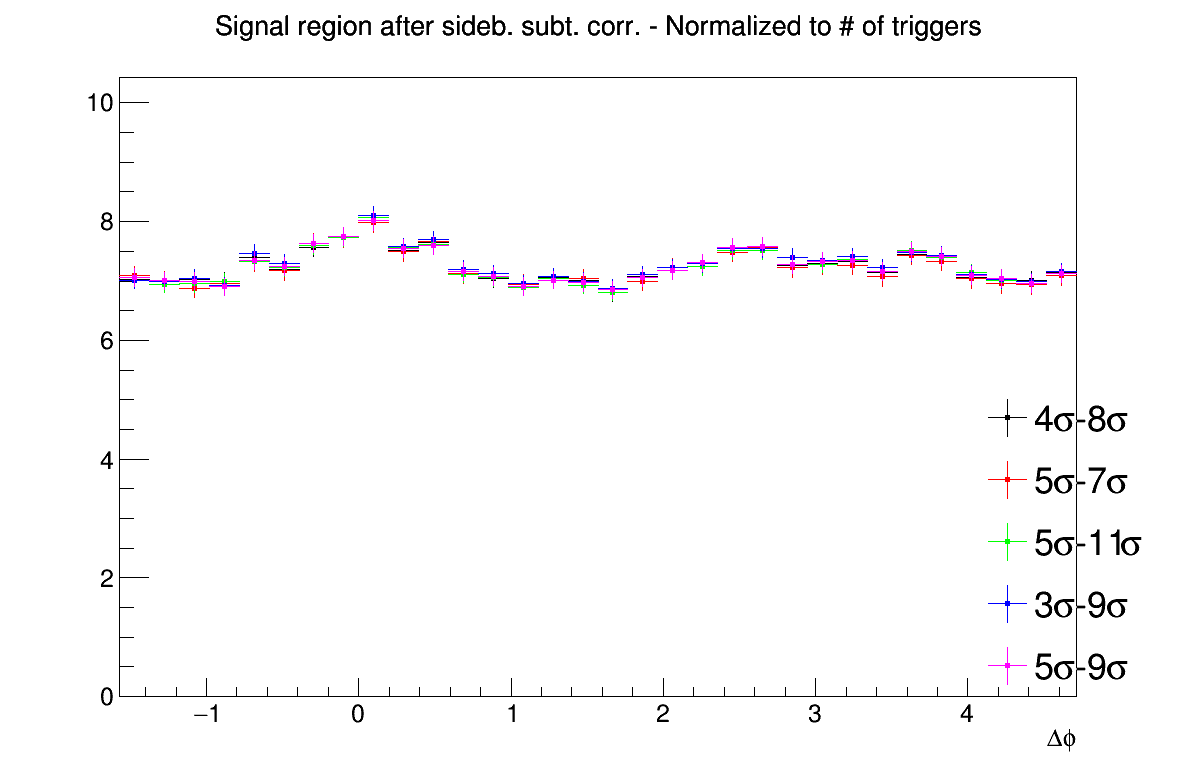 Signal region after sideb. subt. corr. - Normalized to # of triggers
10
8
6
4
2
0
4σ-8σ
5σ-7σ
5σ-11σ
3σ-9σ
5σ-9σ
−1 0 1 2 3 4
Δϕ